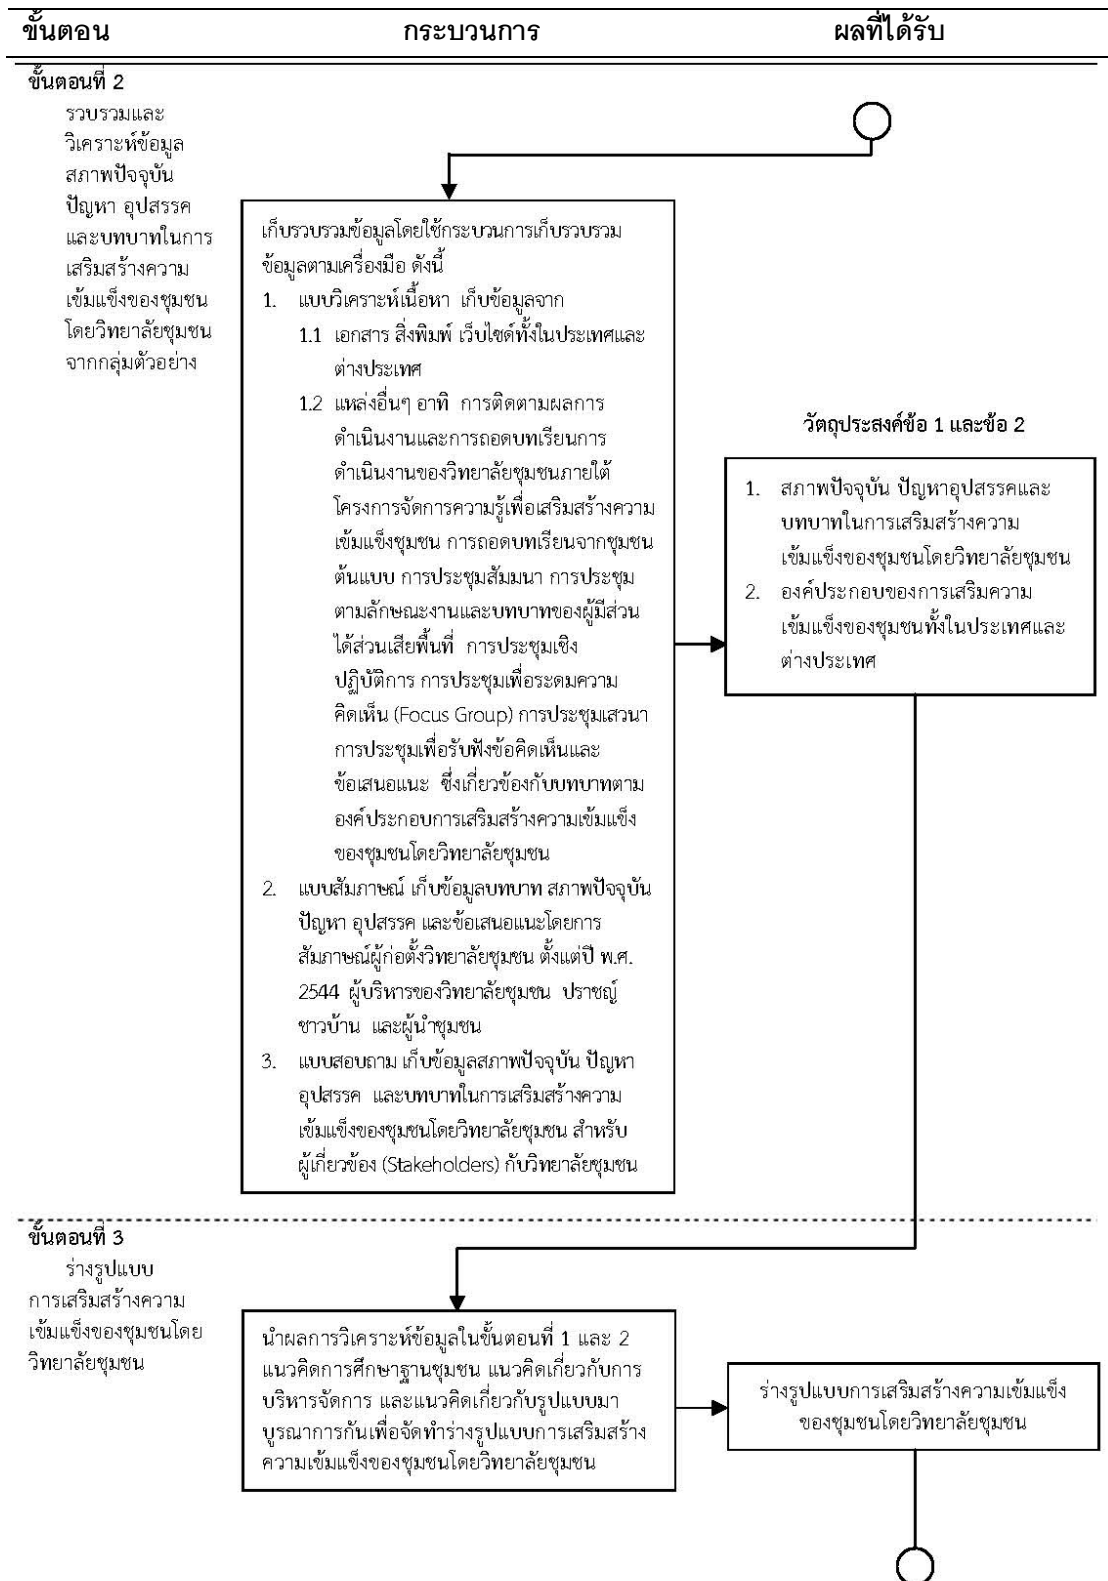 ขั้นตอน กระบวนการ ผลที่ได้รับ
ขั้นตอนที่ 2
รวบรวมและ
วิเคราะห์ข้อมูล
สภาพปัจจุบัน
ปัญหา อุปสรรค
และบทบาทในการ
เสริมสร้างความ
เข้มแข็งของชุมชน
โดยวิทยาลัยชุมชน
จากกลุ่มตัวอย่าง
เก็บรวบรวมข้อมูลโดยใช้กระบวนการเก็บรวบรวม
ข้อมูลตามเครื่องมือ ดังนี้
1. แบบวิเคราะห์เนื้อหา เก็บข้อมูลจาก
1.1 เอกสาร สิ่งพิมพ์ เว็บไซด์ทั้งในประเทศและ
ต่างประเทศ
1.2 แหล่งอื่นๆ อาทิ การติดตามผลการ
ดำเนินงานและการถอดบทเรียนการ
ดำเนินงานของวิทยาลัยชุมชนภายใต้
โครงการจัดการความรู้เพื่อเสริมสร้างความ
เข้มแข็งชุมชน การถอดบทเรียนจากชุมชน
ต้นแบบ การประชุมสัมมนา การประชุม
ตามลักษณะงานและบทบาทของผู้มีส่วน
ได้ส่วนเสียพื้นที่ การประชุมเชิง
ปฏิบัติการ การประชุมเพื่อระดมความ
คิดเห็น (Focus Group) การประชุมเสวนา
การประชุมเพื่อรับฟังข้อคิดเห็นและ
ข้อเสนอแนะ ซึ่งเกี่ยวข้องกับบทบาทตาม
องค์ประกอบการเสริมสร้างความเข้มแข็ง
ของชุมชนโดยวิทยาลัยชุมชน
2. แบบสัมภาษณ์ เก็บข้อมูลบทบาท สภาพปัจจุบัน
ปัญหา อุปสรรค และข้อเสนอแนะโดยการ
สัมภาษณ์ผู้ก่อตั้งวิทยาลัยชุมชน ตั้งแต่ปี พ.ศ.
2544 ผู้บริหารของวิทยาลัยชุมชน ปราชญ์
ชาวบ้าน และผู้นำชุมชน
3. แบบสอบถาม เก็บข้อมูลสภาพปัจจุบัน ปัญหา
อุปสรรค และบทบาทในการเสริมสร้างความ
เข้มแข็งของชุมชนโดยวิทยาลัยชุมชน สำหรับ
ผู้เกี่ยวข้อง (Stakeholders) กับวิทยาลัยชุมชน
วัตถุประสงค์ข้อ 1 และข้อ 2
1. สภาพปัจจุบัน ปัญหาอุปสรรคและ
บทบาทในการเสริมสร้างความ
เข้มแข็งของชุมชนโดยวิทยาลัยชุมชน
2. องค์ประกอบของการเสริมความ
เข้มแข็งของชุมชนทั้งในประเทศและ
ต่างประเทศ
ขั้นตอนที่ 3
ร่างรูปแบบ
การเสริมสร้างความ
เข้มแข็งของชุมชนโดย
วิทยาลัยชุมชน
นำผลการวิเคราะห์ข้อมูลในขั้นตอนที่ 1 และ 2
แนวคิดการศึกษาฐานชุมชน แนวคิดเกี่ยวกับการ
บริหารจัดการ และแนวคิดเกี่ยวกับรูปแบบมา
บูรณาการกันเพื่อจัดทำร่างรูปแบบการเสริมสร้าง
ความเข้มแข็งของชุมชนโดยวิทยาลัยชุมชน
ร่างรูปแบบการเสริมสร้างความเข้มแข็ง
ของชุมชนโดยวิทยาลัยชุมชน